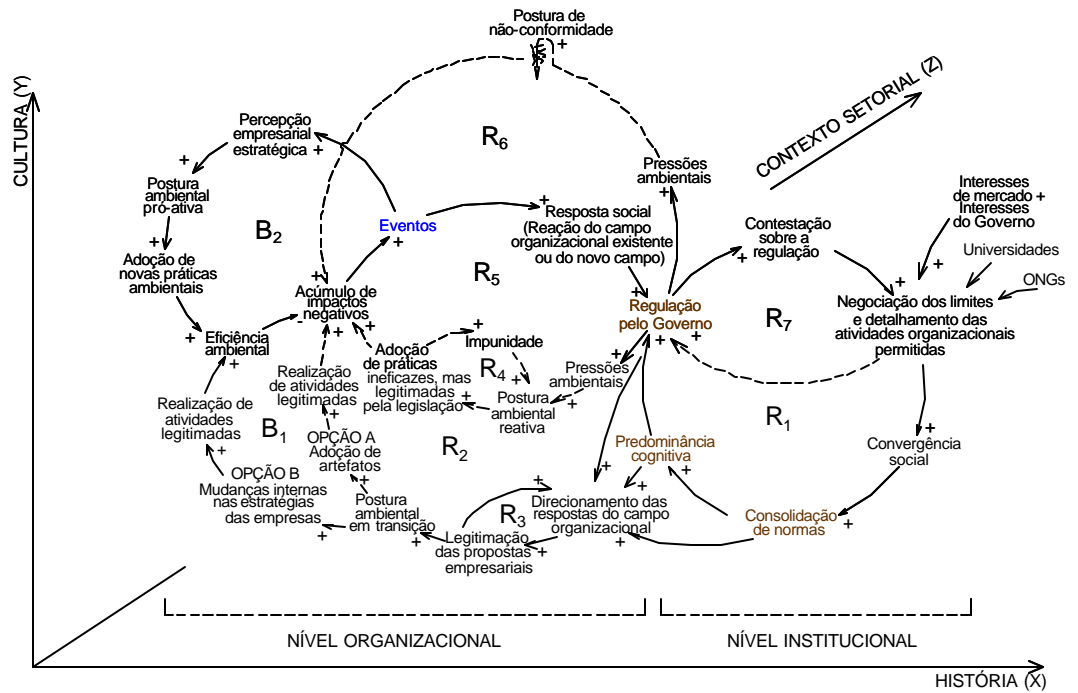 Postura de
não-conformidade
+
CULTURA (Y)
CONTEXTO SETORIAL (Z)
Percepção
empresarial
estratégica +
R6
Pressões
ambientais
+
+
Postura
ambiental
pró-ativa
B2
Eventos
+
+
Resposta social
(Reação do campo
organizacional existente
ou do novo campo)
Contestação
sobre a
regulação
+
Interesses
de mercado +
Interesses
do Governo
Universidades
ONGs
+
Adoção de
novas práticas
ambientais
R5
+
Acúmulo de
impactos
negativos
-
+
+
+
Regulação
pelo Governo
+
+
R7
+
+
Negociação dos limites
e detalhamento das
atividades organizacionais
permitidas
+
Eficiência
ambiental
+
+
Impunidade
Adoção
de práticas
ineficazes, mas
legitimadas
pela legislação
+
R4
+
+
Pressões
ambientais
+
Postura
ambiental
reativa
Realização
de atividades
legitimadas
+
Realização de
atividades
legitimadas
+
B1
OPÇÃO A
Adoção de
artefatos
+
R2
Predominância
cognitiva
+
+
R1
+
Convergência
social
OPÇÃO B
Mudanças internas
nas estratégias
das empresas
+
Postura
ambiental
em transição
+
R3
+
+
Direcionamento das
respostas do campo
organizacional
+
Legitimação
das propostas
empresariais
+
Consolidação
de normas
+
NÍVEL ORGANIZACIONAL
NÍVEL INSTITUCIONAL
HISTÓRIA (X)